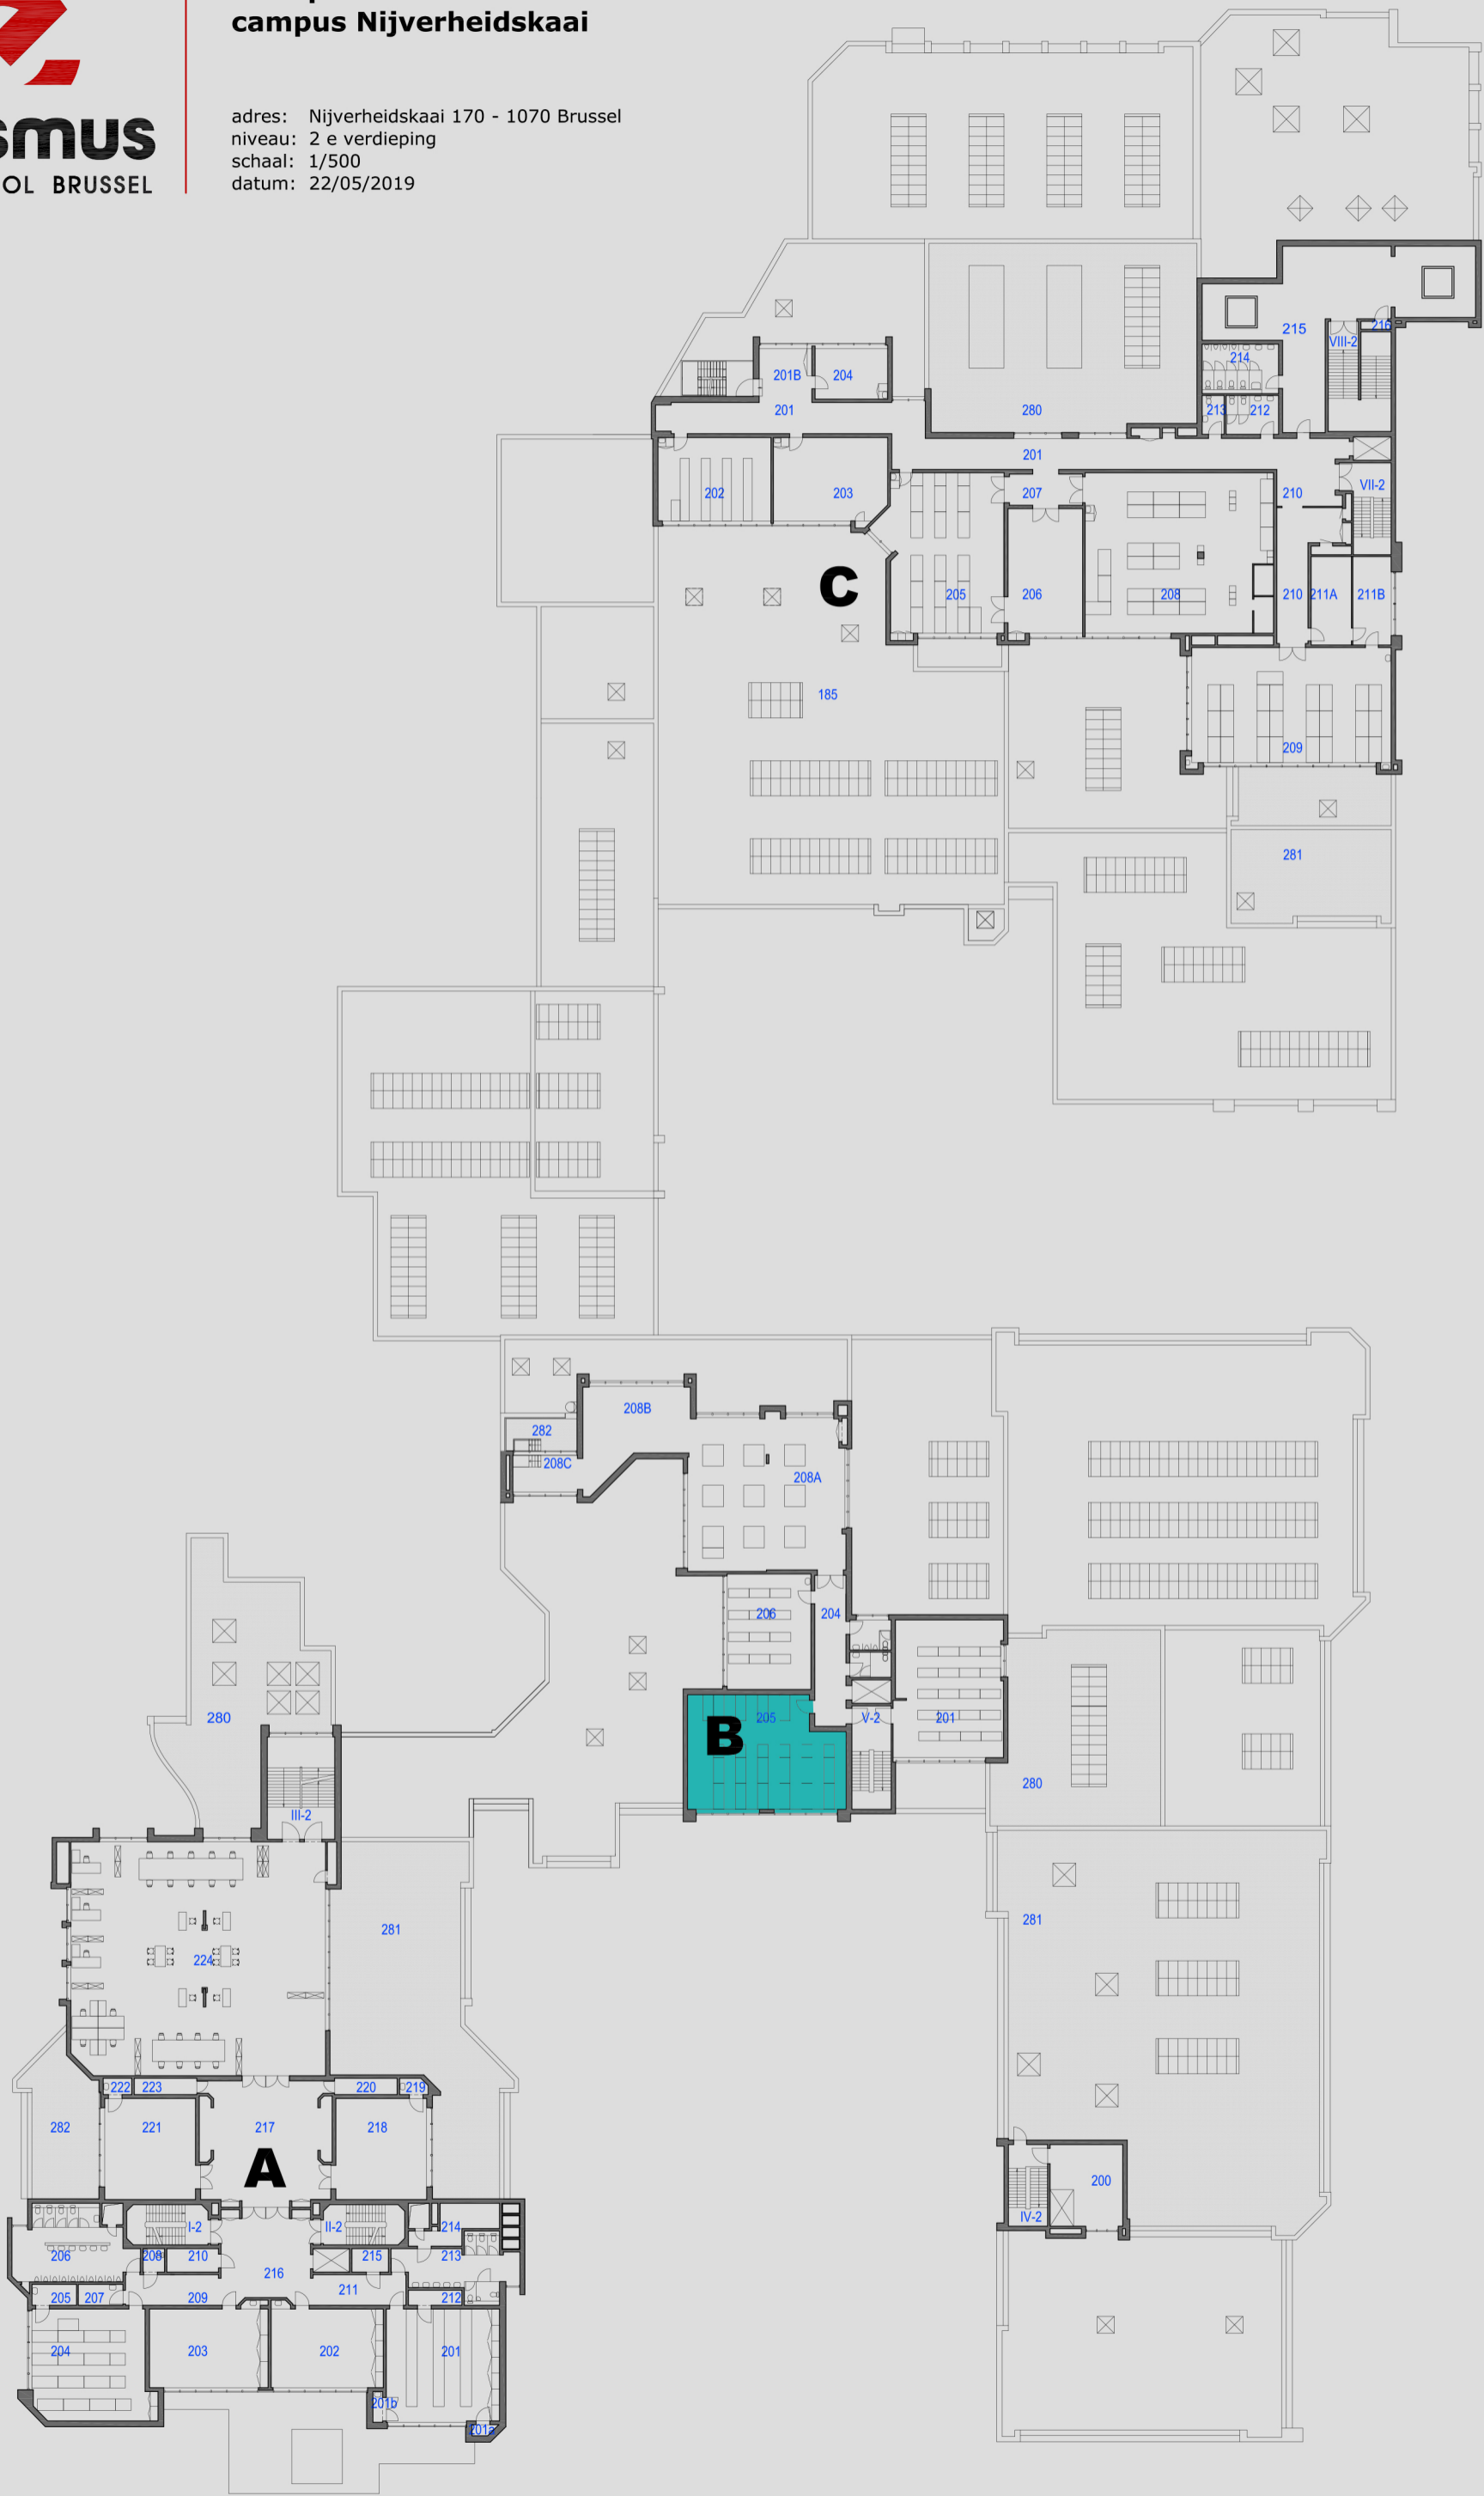 campus Nijverheidskaai
adres: Nijverheidskaai 170 - 1070 Brussel
niveau: 2 e verdieping
schaal: 1/500
datum: 22/05/2019
smus
OL BRUSSEL
215
216
VIII-2
214
213
212
201B
204
201
280
201
202
203
207
210
VII-2
C
205
206
208
210
211A
211B
185
209
281
208B
282
208C
208A
206
204
205
B
V-2
201
280
280
III-2
281
281
224
222
223
220
219
282
221
217
218
A
200
IV-2
I-2
II-2
214
206
208
210
215
213
216
205
207
209
211
212
204
203
202
201
201b
201a